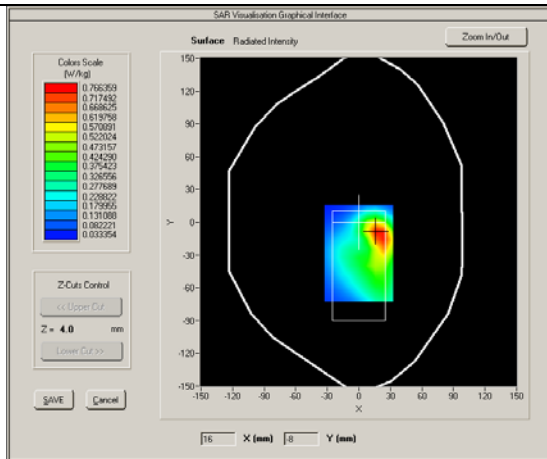 SAR Visualisation Graphical Interface
Surface Radiated Intensity
Zoom In/Out
Colors Scale
(W/kg)
0.766359
0.717492
0.668625
0.619758
0.570891
0.522024
0.473157
0.424290
0.375423
0.326556
0.277689
0.228822
0.179955
0.131088
0.082221
0.033354
Z-Cuts Control
<< Upper Cut
Z = 4.0 mm
Lower Cut >>
SAVE Cancel
150
120
90
60
30
0
-30
-60
-90
-120
-150
Y
-150 -120 -90 -60 -30 0 30 60 90 120 150
X
16 X (mm) -8 Y (mm)